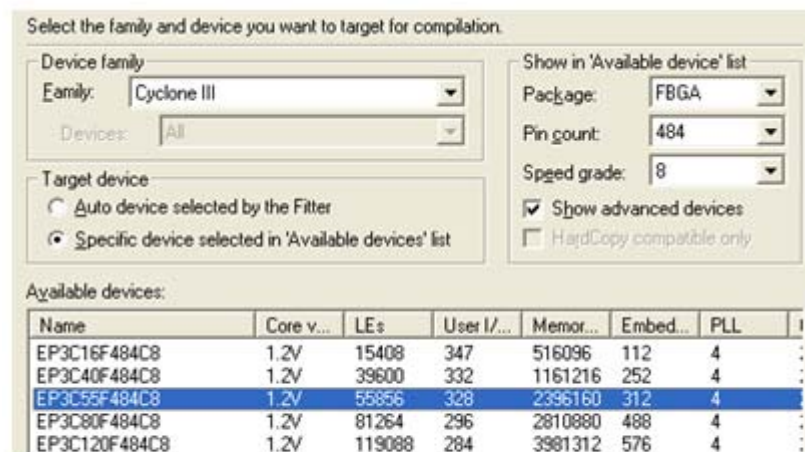 Select the family and device you want to target for compilation.
Device family
Family: Cyclone III
Devices: All
Show in 'Available device' list
Package: FBGA
Pin count: 484
Speed grade: 8
Show advanced devices
HardCopy compatible only
Target device
Auto device selected by the Fitter
Specific device selected in 'Available devices' list
Available devices:
Name Core v... LEs User I/... Memor... Embed... PLL
EP3C16F484C8 1.2V 15408 347 516096 112 4
EP3C40F484C8 1.2V 39600 332 1161216 252 4
EP3C55F484C8 1.2V 55856 328 2396160 312 4
EP3C80F484C8 1.2V 81264 296 2810880 488 4
EP3C120F484C8 1.2V 119088 284 3981312 576 4